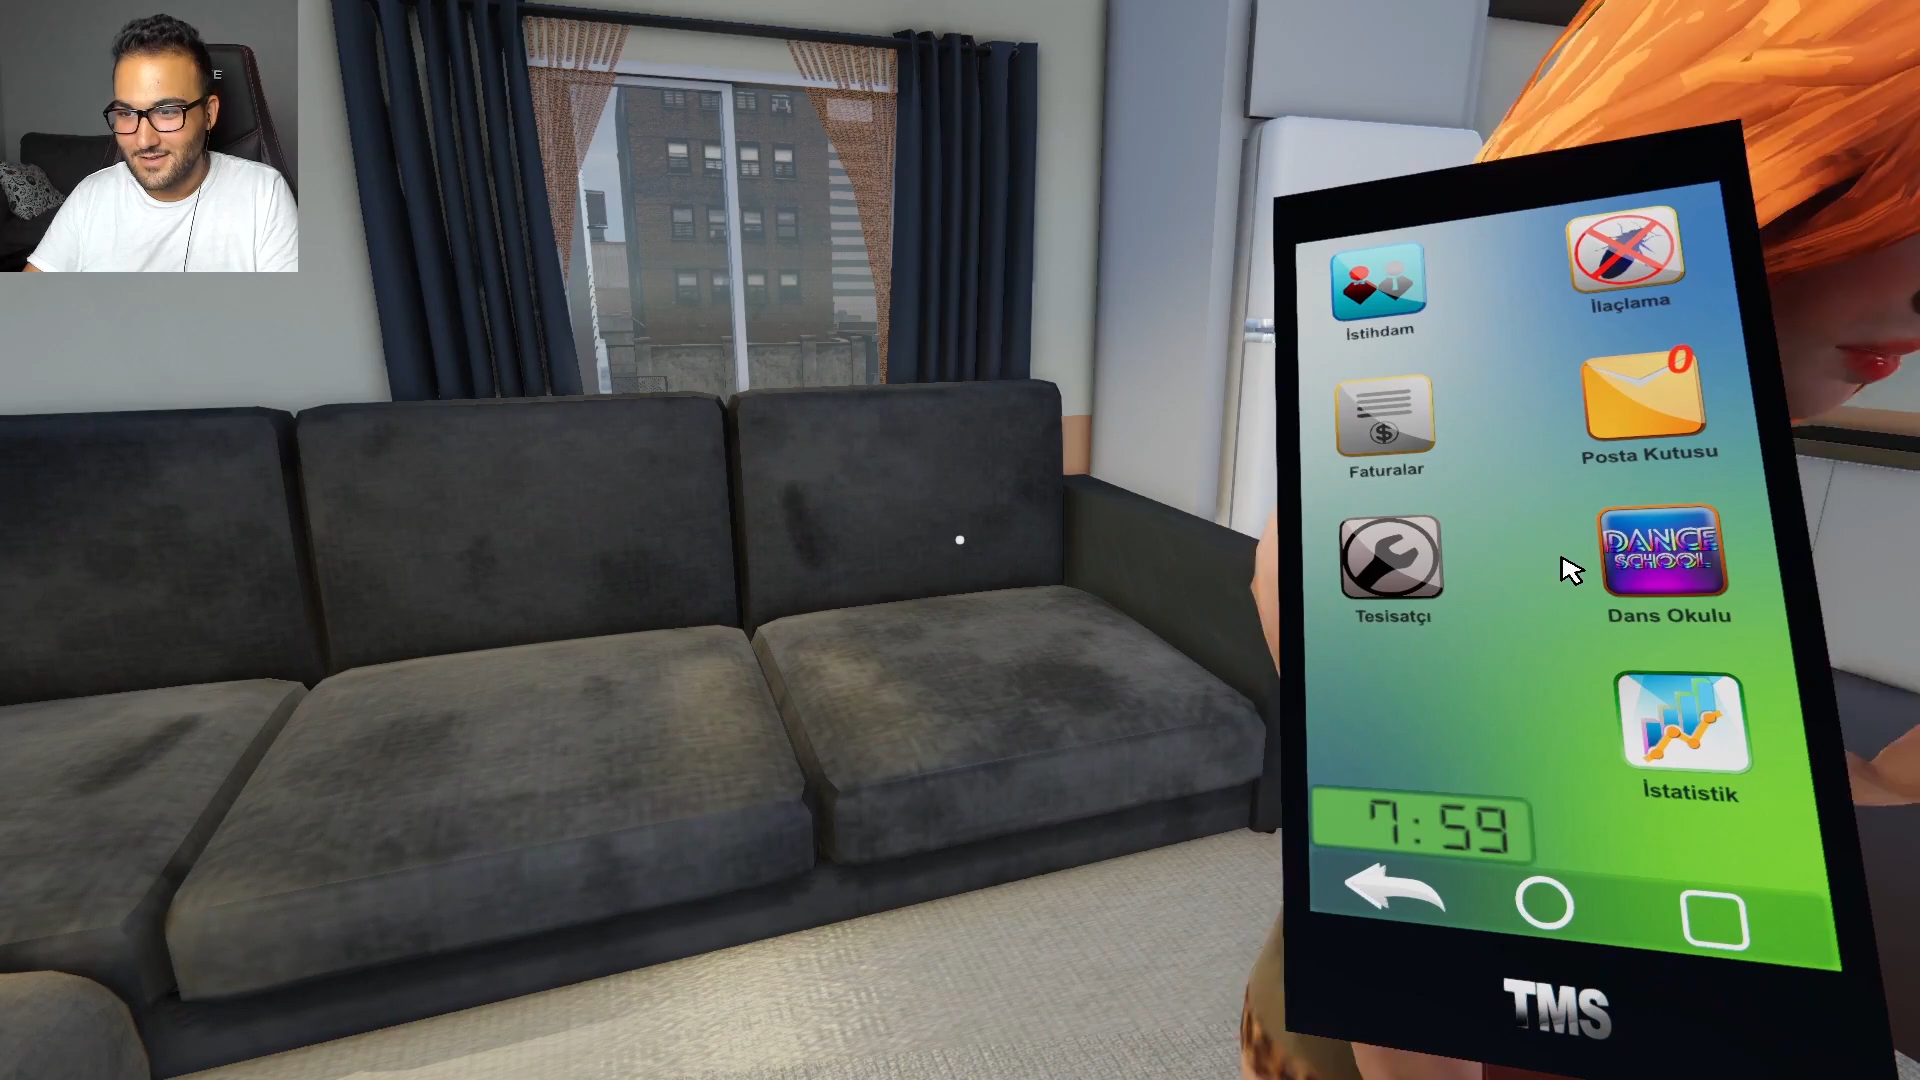 E
İstihdam
İlaçlama
Faturalar
0
Posta Kutusu
Tesisatçı
DANCE
SCHOOL
Dans Okulu
İstatistik
7:59
TMS